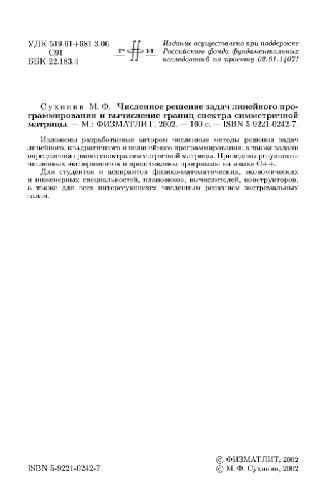 УДК 519.61+681.3.06
С91
ББК 22.183.4
РФФИ
Издание осуществлено при поддержке
Российского фонда фундаментальных
исследований по проекту 02-01-14071
Сухинин М. Ф. Численное решение задач линейного про-
граммирования и вычисление границ спектра симметричной
матрицы. — М.: ФИЗМАТЛИТ, 2002. — 160 с. — ISBN 5-9221-0242-7.
Изложены разработанные автором численные методы решения задач
линейного, квадратичного и нелинейного программирования, а также задачи
определения границ спектра симметричной матрицы. Приведены результаты
численных экспериментов и представлены программы на языке C++.
Для студентов и аспирантов физико-математических, экономических
и инженерных специальностей, плановиков, вычислителей, конструкторов,
а также для всех интересующихся численным решением экстремальных
задач.
ISBN 5-9221-0242-7
© ФИЗМАТЛИТ, 2002
© М. Ф. Сухинин, 2002